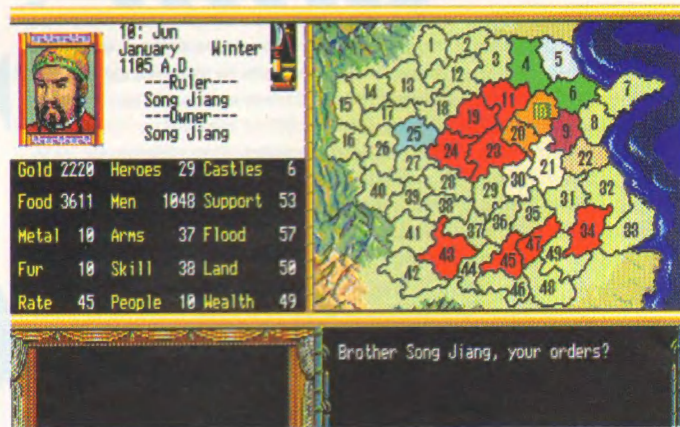 10: Jun
January Winter
1105 A.D.
---Ruler---
Song Jiang
---Owner---
Song Jiang
Gold 2220 Heroes 29 Castles 6
Food 3611 Men 1048 Support 53
Metal 10 Arms 37 Flood 57
Fur 10 Skill 38 Land 50
Rate 45 People 10 Wealth 49
1 2 3 4 5
12 6 7
13 14 11 10 8
15 17 18 19 20 9
16 26 25 24 23 21 22
27 30
40 39 28 29 31 32
38 35
41 37 36 47 34 33
43 45 49
42 44 46 48
Brother Song Jiang, your orders?